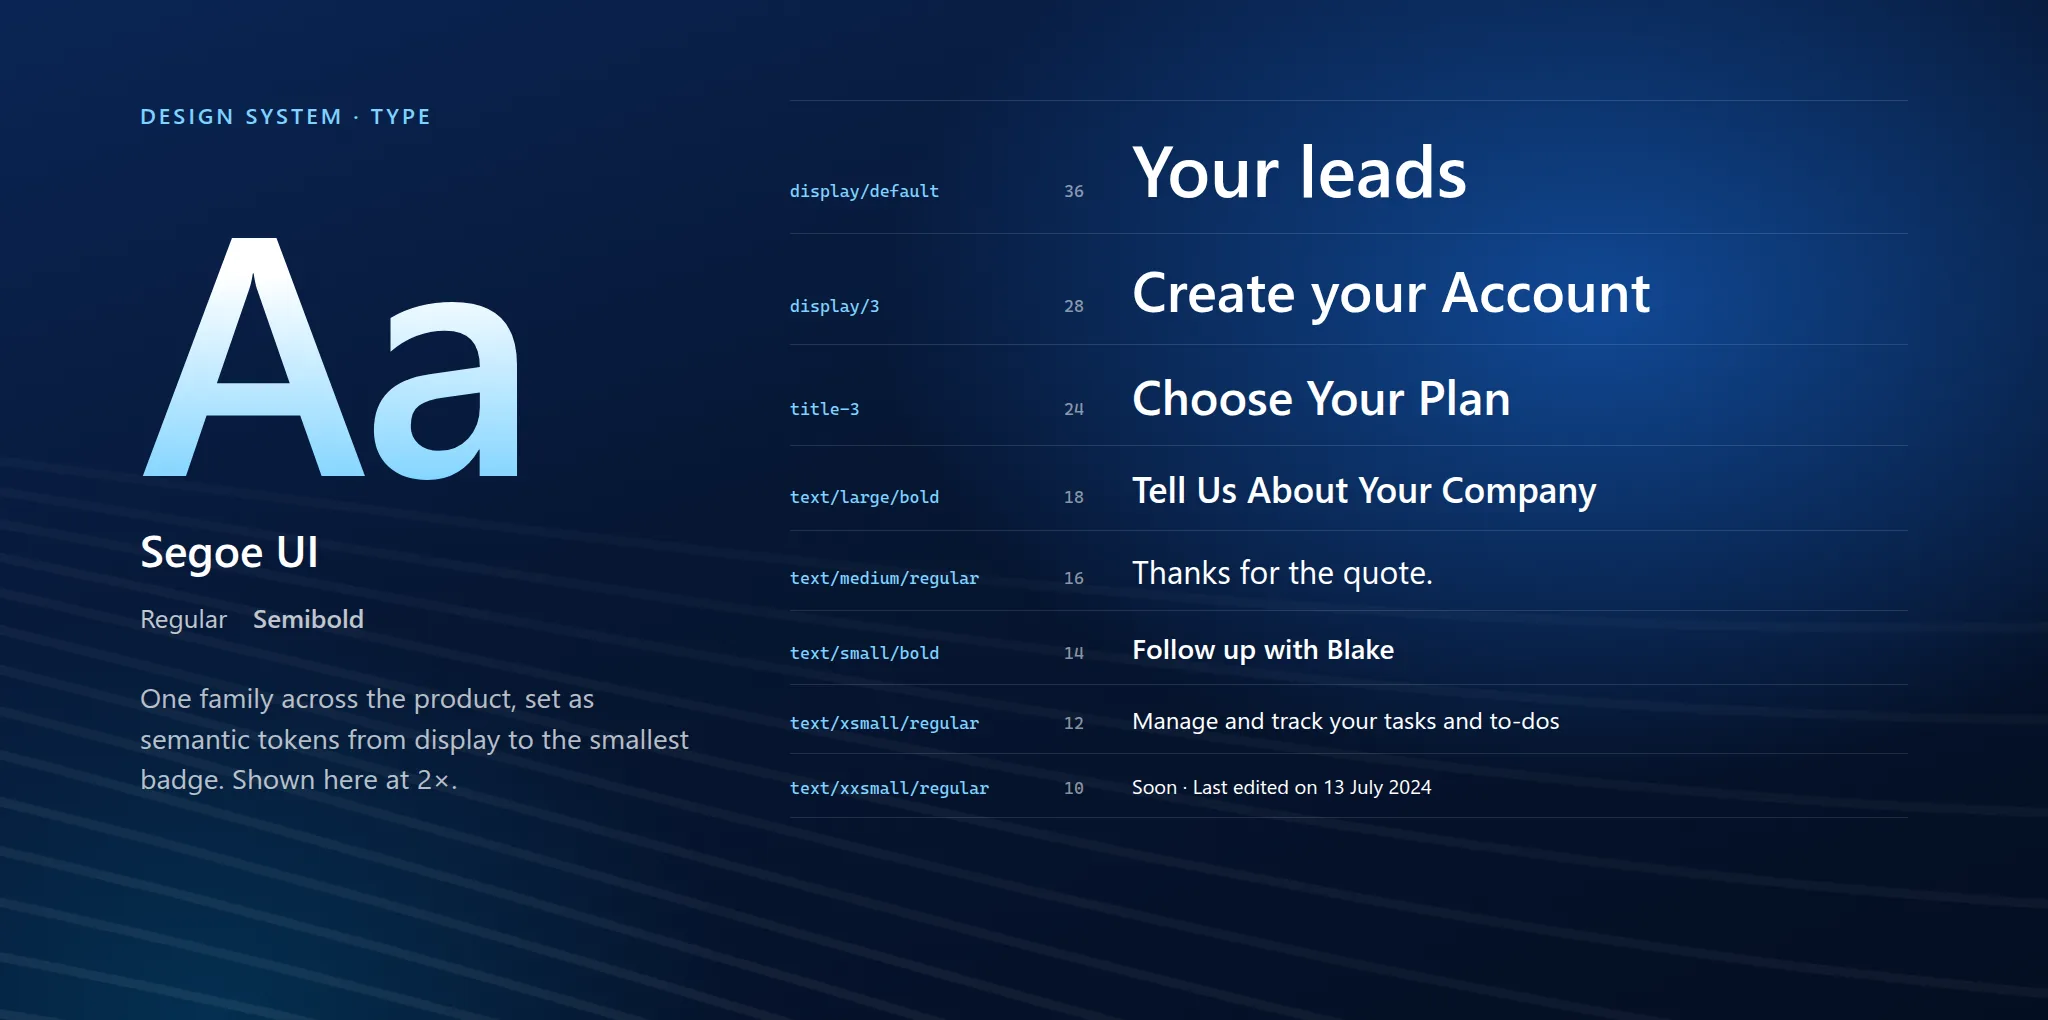 DESIGN SYSTEM · TYPE
Aa
Segoe UI
Regular Semibold
One family across the product, set as
semantic tokens from display to the smallest
badge. Shown here at 2×.
display/default 36 Your leads
display/3 28 Create your Account
title-3 24 Choose Your Plan
text/large/bold 18 Tell Us About Your Company
text/medium/regular 16 Thanks for the quote.
text/small/bold 14 Follow up with Blake
text/xsmall/regular 12 Manage and track your tasks and to-dos
text/xxsmall/regular 10 Soon · Last edited on 13 July 2024